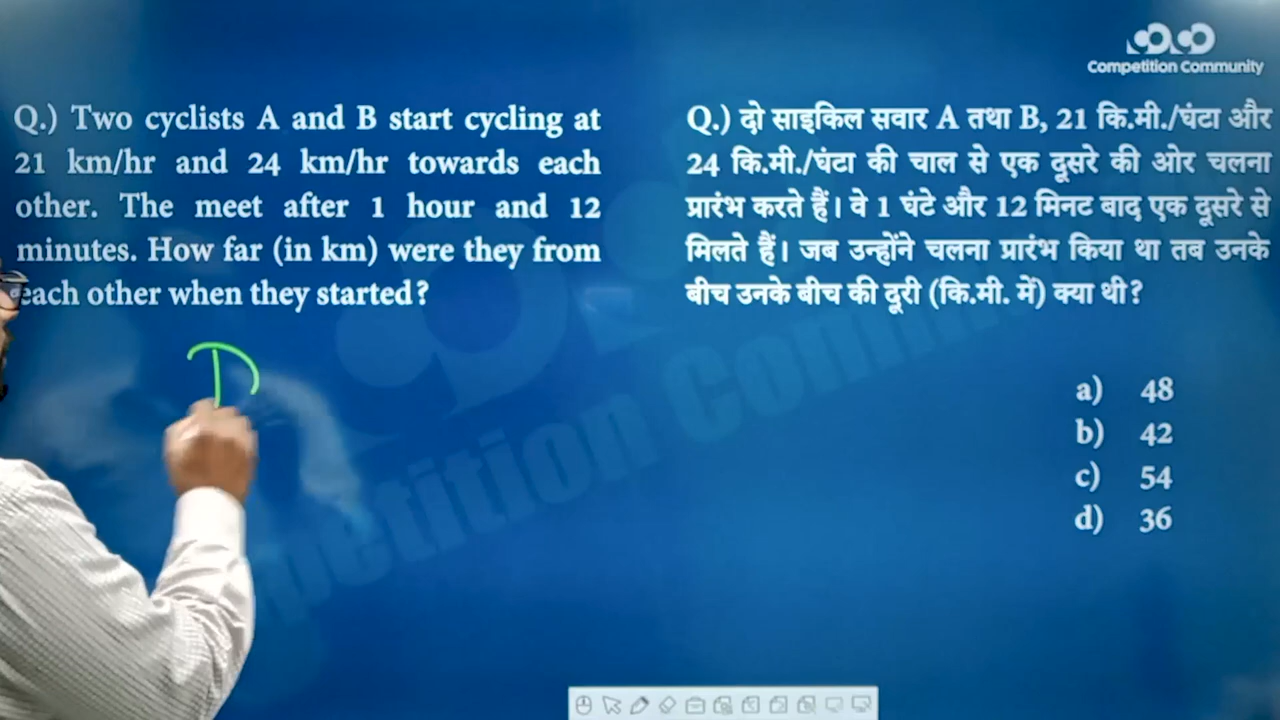 Competition Community
Q.) Two cyclists A and B start cycling at
21 km/hr and 24 km/hr towards each
other. The meet after 1 hour and 12
minutes. How far (in km) were they from
each other when they started?
Q.) दो साइकिल सवार A तथा B, 21 कि.मी./घंटा और
24 कि.मी./घंटा की चाल से एक दूसरे की ओर चलना
प्रारंभ करते हैं। वे 1 घंटे और 12 मिनट बाद एक दूसरे से
मिलते हैं। जब उन्होंने चलना प्रारंभ किया था तब उनके
बीच उनके बीच की दूरी (कि.मी. में) क्या थी?
D
a) 48
b) 42
c) 54
d) 36